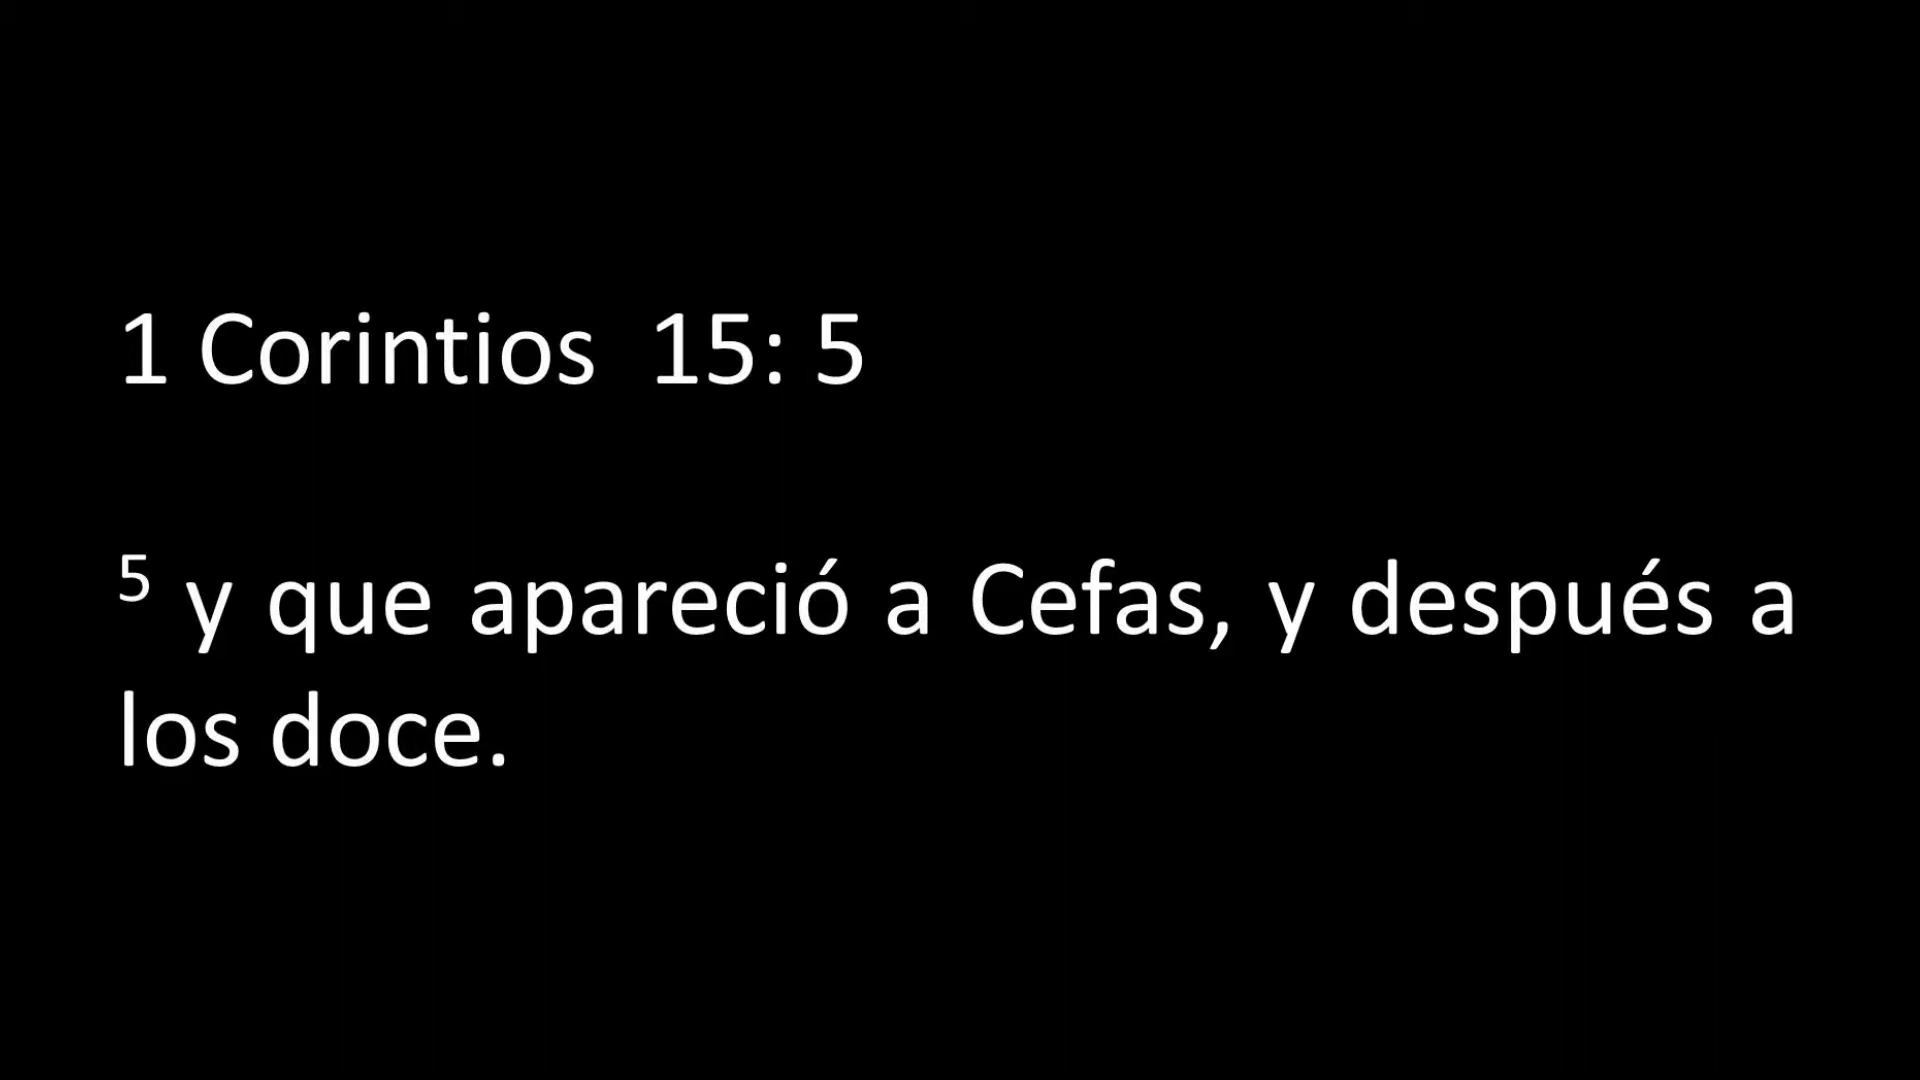 1 Corintios  15: 5
5 y que apareció a Cefas, y después a
los doce.